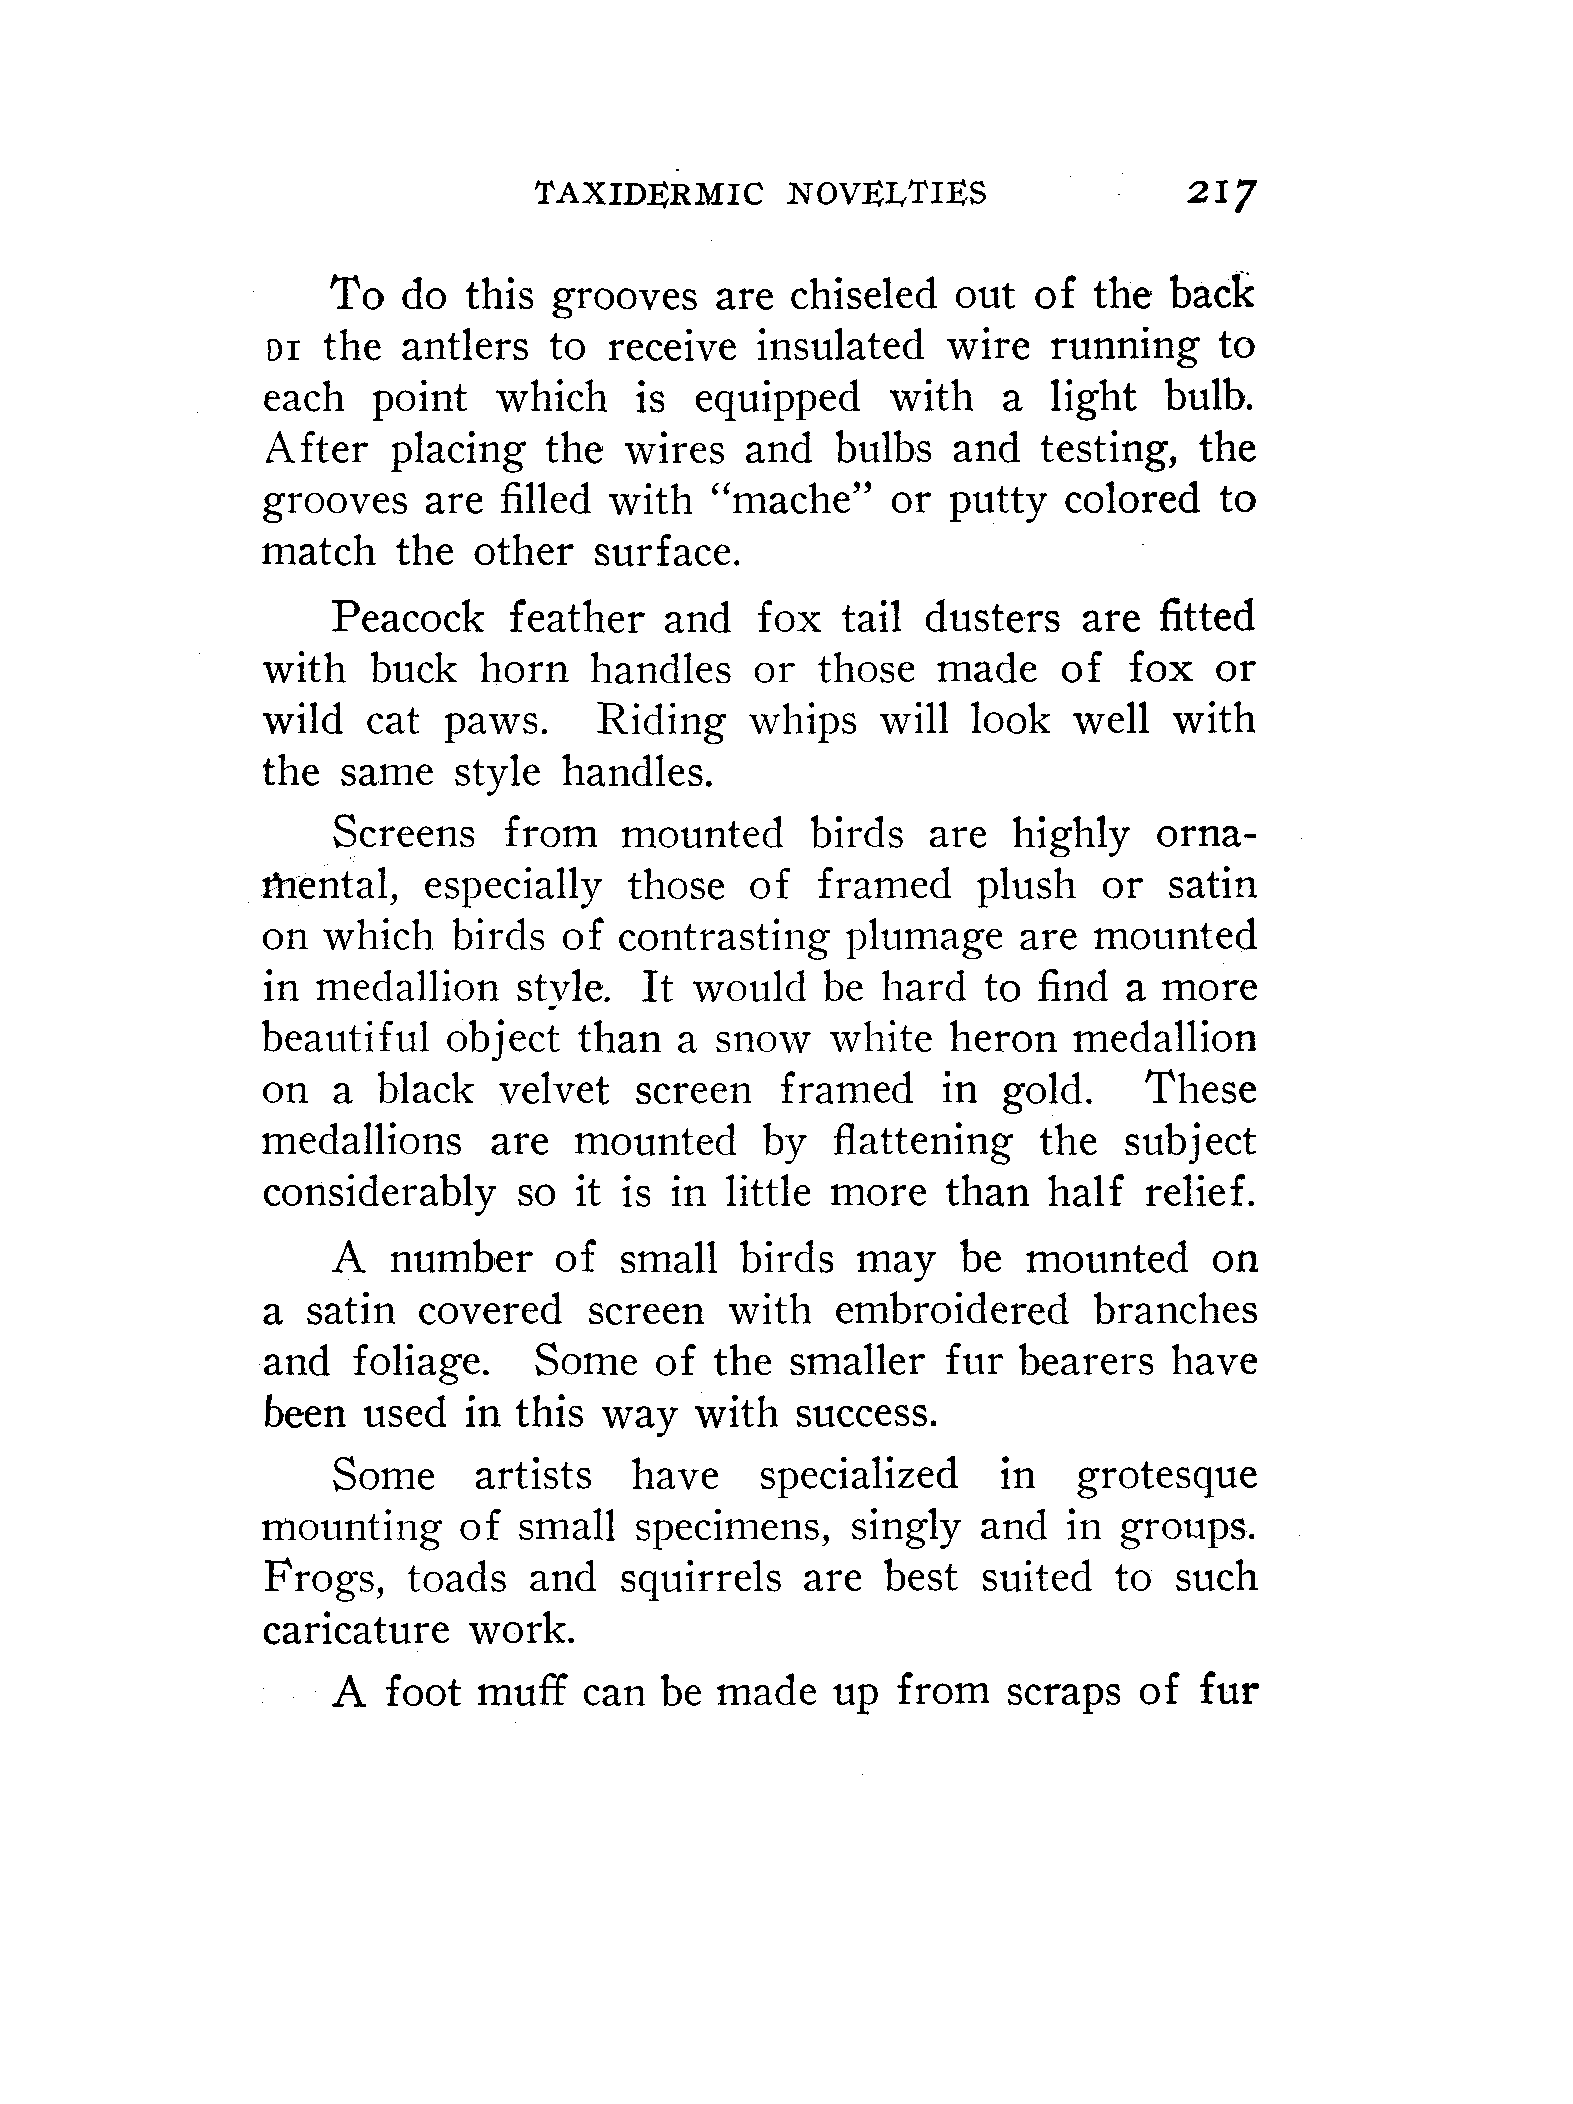 TAXIDERMIC NOVELTIES 217
To do this grooves are chiseled out of the back
DI the antlers to receive insulated wire running to
each point which is equipped with a light bulb.
After placing the wires and bulbs and testing, the
grooves are filled with “mache” or putty colored to
match the other surface.
Peacock feather and fox tail dusters are fitted
with buck horn handles or those made of fox or
wild cat paws. Riding whips will look well with
the same style handles.
Screens from mounted birds are highly orna-
mental, especially those of framed plush or satin
on which birds of contrasting plumage are mounted
in medallion style. It would be hard to find a more
beautiful object than a snow white heron medallion
on a black velvet screen framed in gold. These
medallions are mounted by flattening the subject
considerably so it is in little more than half relief.
A number of small birds may be mounted on
a satin covered screen with embroidered branches
and foliage. Some of the smaller fur bearers have
been used in this way with success.
Some artists have specialized in grotesque
mounting of small specimens, singly and in groups.
Frogs, toads and squirrels are best suited to such
caricature work.
A foot muff can be made up from scraps of fur